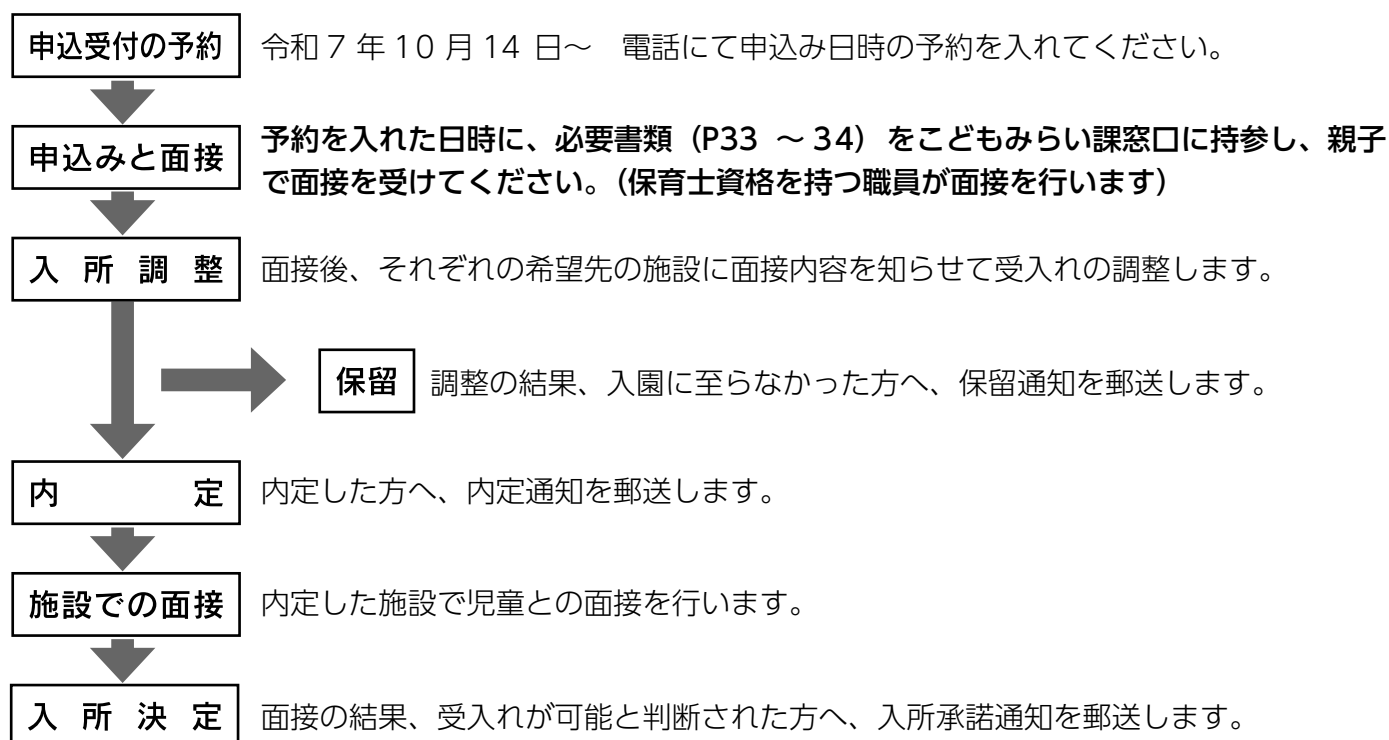 申込受付の予約 令和7年10月14日～ 電話にて申込み日時の予約を入れてください。
申込みと面接 予約を入れた日時に、必要書類（P33 ～34）をこどもみらい課窓口に持参し、親子
で面接を受けてください。（保育士資格を持つ職員が面接を行います）
入所調整 面接後、それぞれの希望先の施設に面接内容を知らせて受入れの調整します。
保留 調整の結果、入園に至らなかった方へ、保留通知を郵送します。
内定 内定した方へ、内定通知を郵送します。
施設での面接 内定した施設で児童との面接を行います。
入所決定 面接の結果、受入れが可能と判断された方へ、入所承諾通知を郵送します。